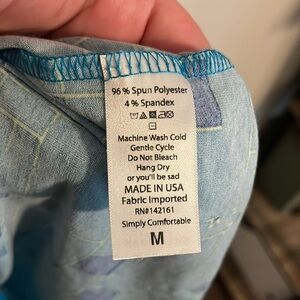 96 % Spun Polyester
4 % Spandex
Machine Wash Cold
Gentle Cycle
Do Not Bleach
Hang Dry
or you'll be sad
MADE IN USA
Fabric Imported
RN#142161
Simply Comfortable
M